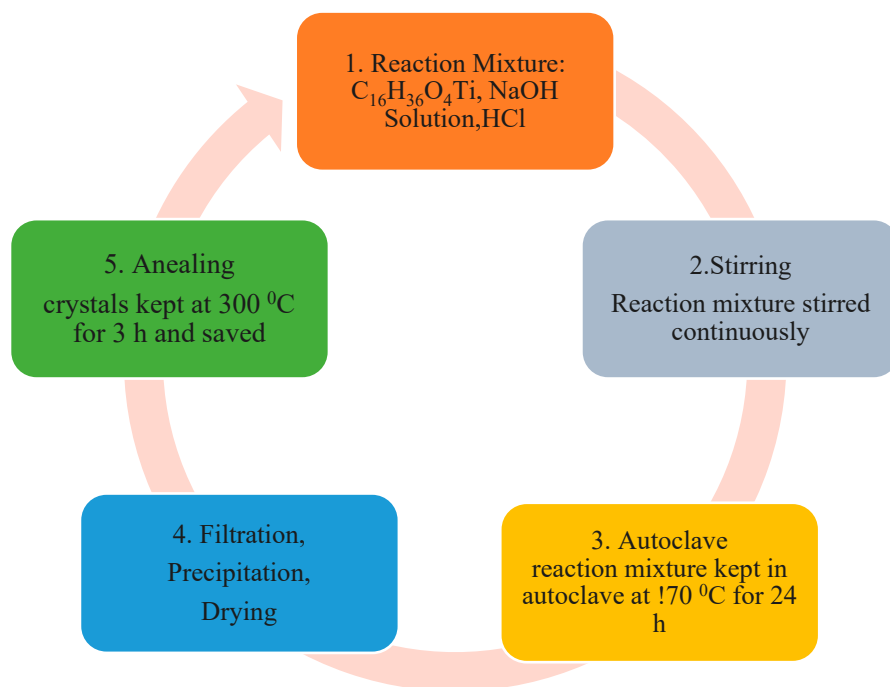 1. Reaction Mixture:
C₁₆H₃₆O₄Ti, NaOH
Solution,HCl
2.Stirring
Reaction mixture stirred
continuously
3. Autoclave
reaction mixture kept in
autoclave at !70 ⁰C for 24
h
4. Filtration,
Precipitation,
Drying
5. Anealing
crystals kept at 300 ⁰C
for 3 h and saved